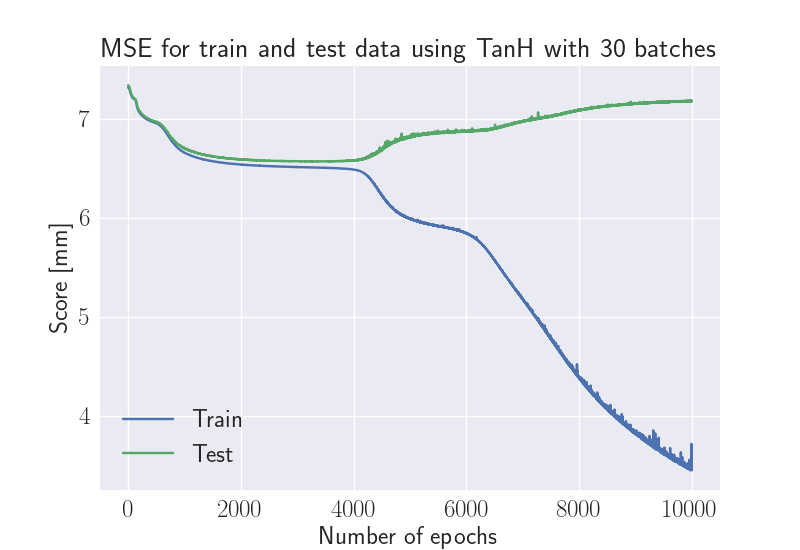 MSE for train and test data using TanH with 30 batches
7
6
5
4
Score [mm]
Train
Test
0 2000 4000 6000 8000 10000
Number of epochs